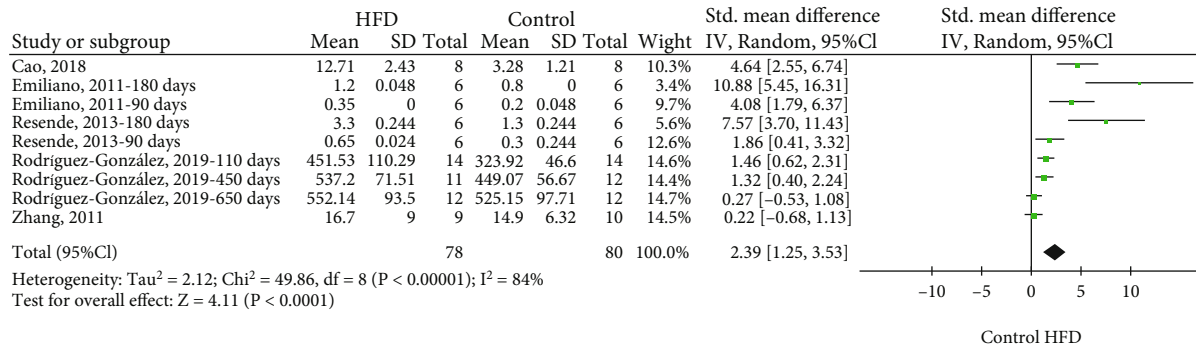 HFD Control Std. mean difference Std. mean difference
Study or subgroup Mean SD Total Mean SD Total Wight IV, Random, 95%Cl IV, Random, 95%Cl
Cao, 2018 12.71 2.43 8 3.28 1.21 8 10.3% 4.64 [2.55, 6.74]
Emiliano, 2011-180 days 1.2 0.048 6 0.8 0 6 3.4% 10.88 [5.45, 16.31]
Emiliano, 2011-90 days 0.35 0 6 0.2 0.048 6 9.7% 4.08 [1.79, 6.37]
Resende, 2013-180 days 3.3 0.244 6 1.3 0.244 6 5.6% 7.57 [3.70, 11.43]
Resende, 2013-90 days 0.65 0.024 6 0.3 0.244 6 12.6% 1.86 [0.41, 3.32]
Rodríguez-González, 2019-110 days 451.53 110.29 14 323.92 46.6 14 14.6% 1.46 [0.62, 2.31]
Rodríguez-González, 2019-450 days 537.2 71.51 11 449.07 56.67 12 14.4% 1.32 [0.40, 2.24]
Rodríguez-González, 2019-650 days 552.14 93.5 12 525.15 97.71 12 14.7% 0.27 [−0.53, 1.08]
Zhang, 2011 16.7 9 9 14.9 6.32 10 14.5% 0.22 [−0.68, 1.13]
Total (95%Cl) 78 80 100.0% 2.39 [1.25, 3.53]
Heterogeneity: Tau² = 2.12; Chi² = 49.86, df = 8 (P < 0.00001); I² = 84%
Test for overall effect: Z = 4.11 (P < 0.0001)
−10 −5 0 5 10
Control HFD